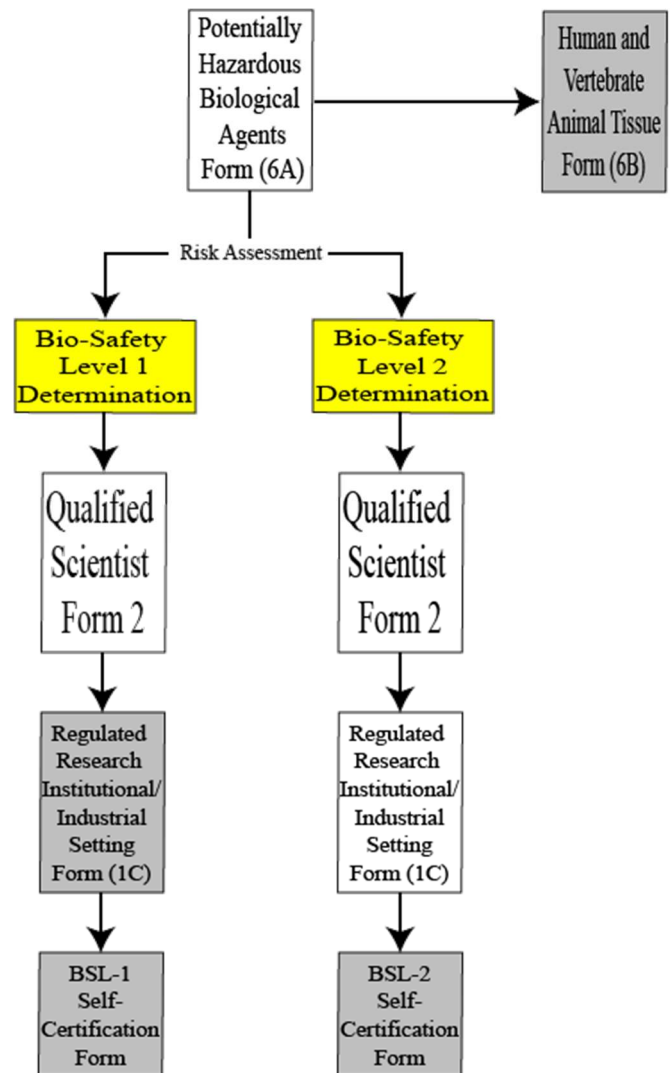 Potentially
Hazardous
Biological
Agents
Form (6A)
Human and
Vertebrate
Animal Tissue
Form (6B)
Risk Assessment
Bio-Safety
Level 1
Determination
Bio-Safety
Level 2
Determination
Qualified
Scientist
Form 2
Qualified
Scientist
Form 2
Regulated
Research
Institutional/
Industrial
Setting
Form (1C)
Regulated
Research
Institutional/
Industrial
Setting
Form (1C)
BSL-1
Self-
Certification
Form
BSL-2
Self-
Certification
Form